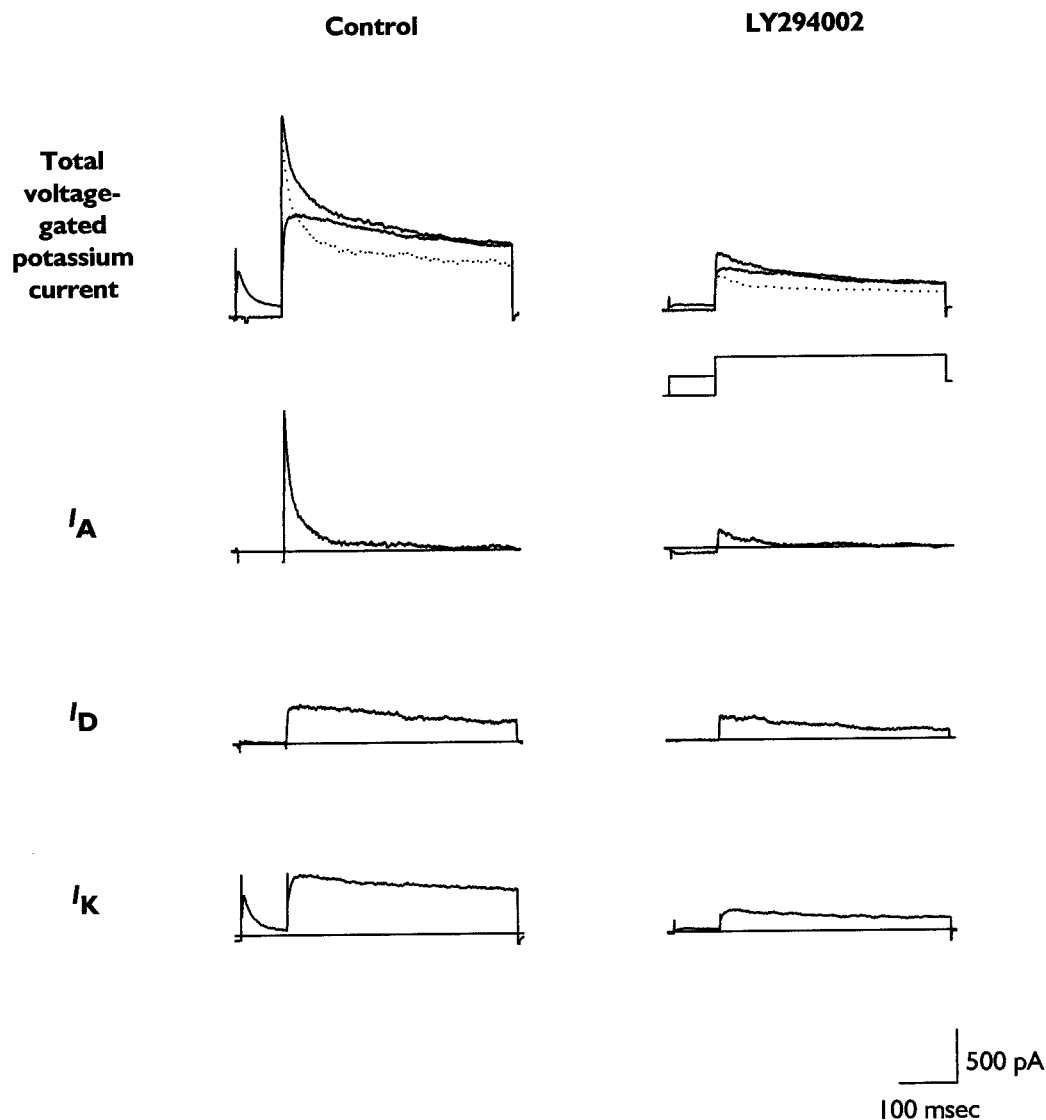 Control
LY294002
Total
voltage-
gated
potassium
current
IA
ID
IK
500 pA
100 msec